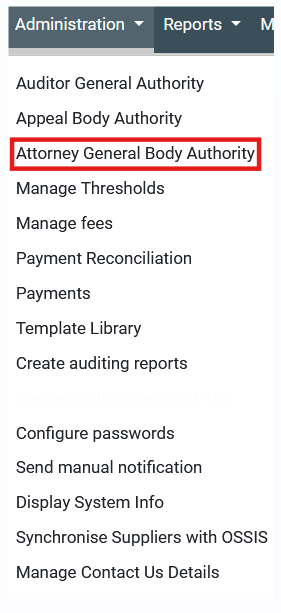 Administration Reports M
Auditor General Authority
Appeal Body Authority
Attorney General Body Authority
Manage Thresholds
Manage fees
Payment Reconciliation
Payments
Template Library
Create auditing reports
Configure passwords
Send manual notification
Display System Info
Synchronise Suppliers with OSSIS
Manage Contact Us Details